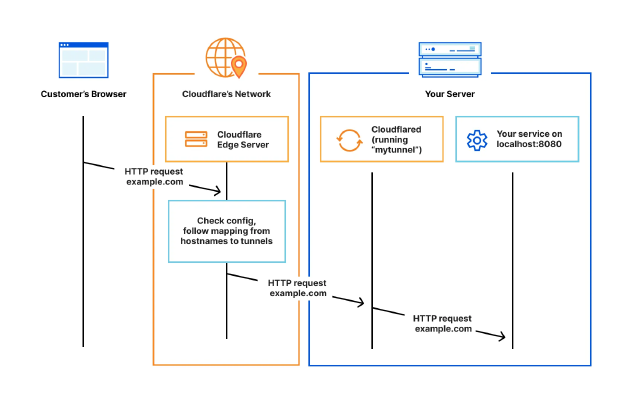 Customer's Browser
Cloudflare's Network
Your Server
Cloudflare
Edge Server
Cloudflared
(running
"mytunnel")
Your service on
localhost:8080
HTTP request
example.com
Check config,
follow mapping from
hostnames to tunnels
HTTP request
example.com
HTTP request
example.com